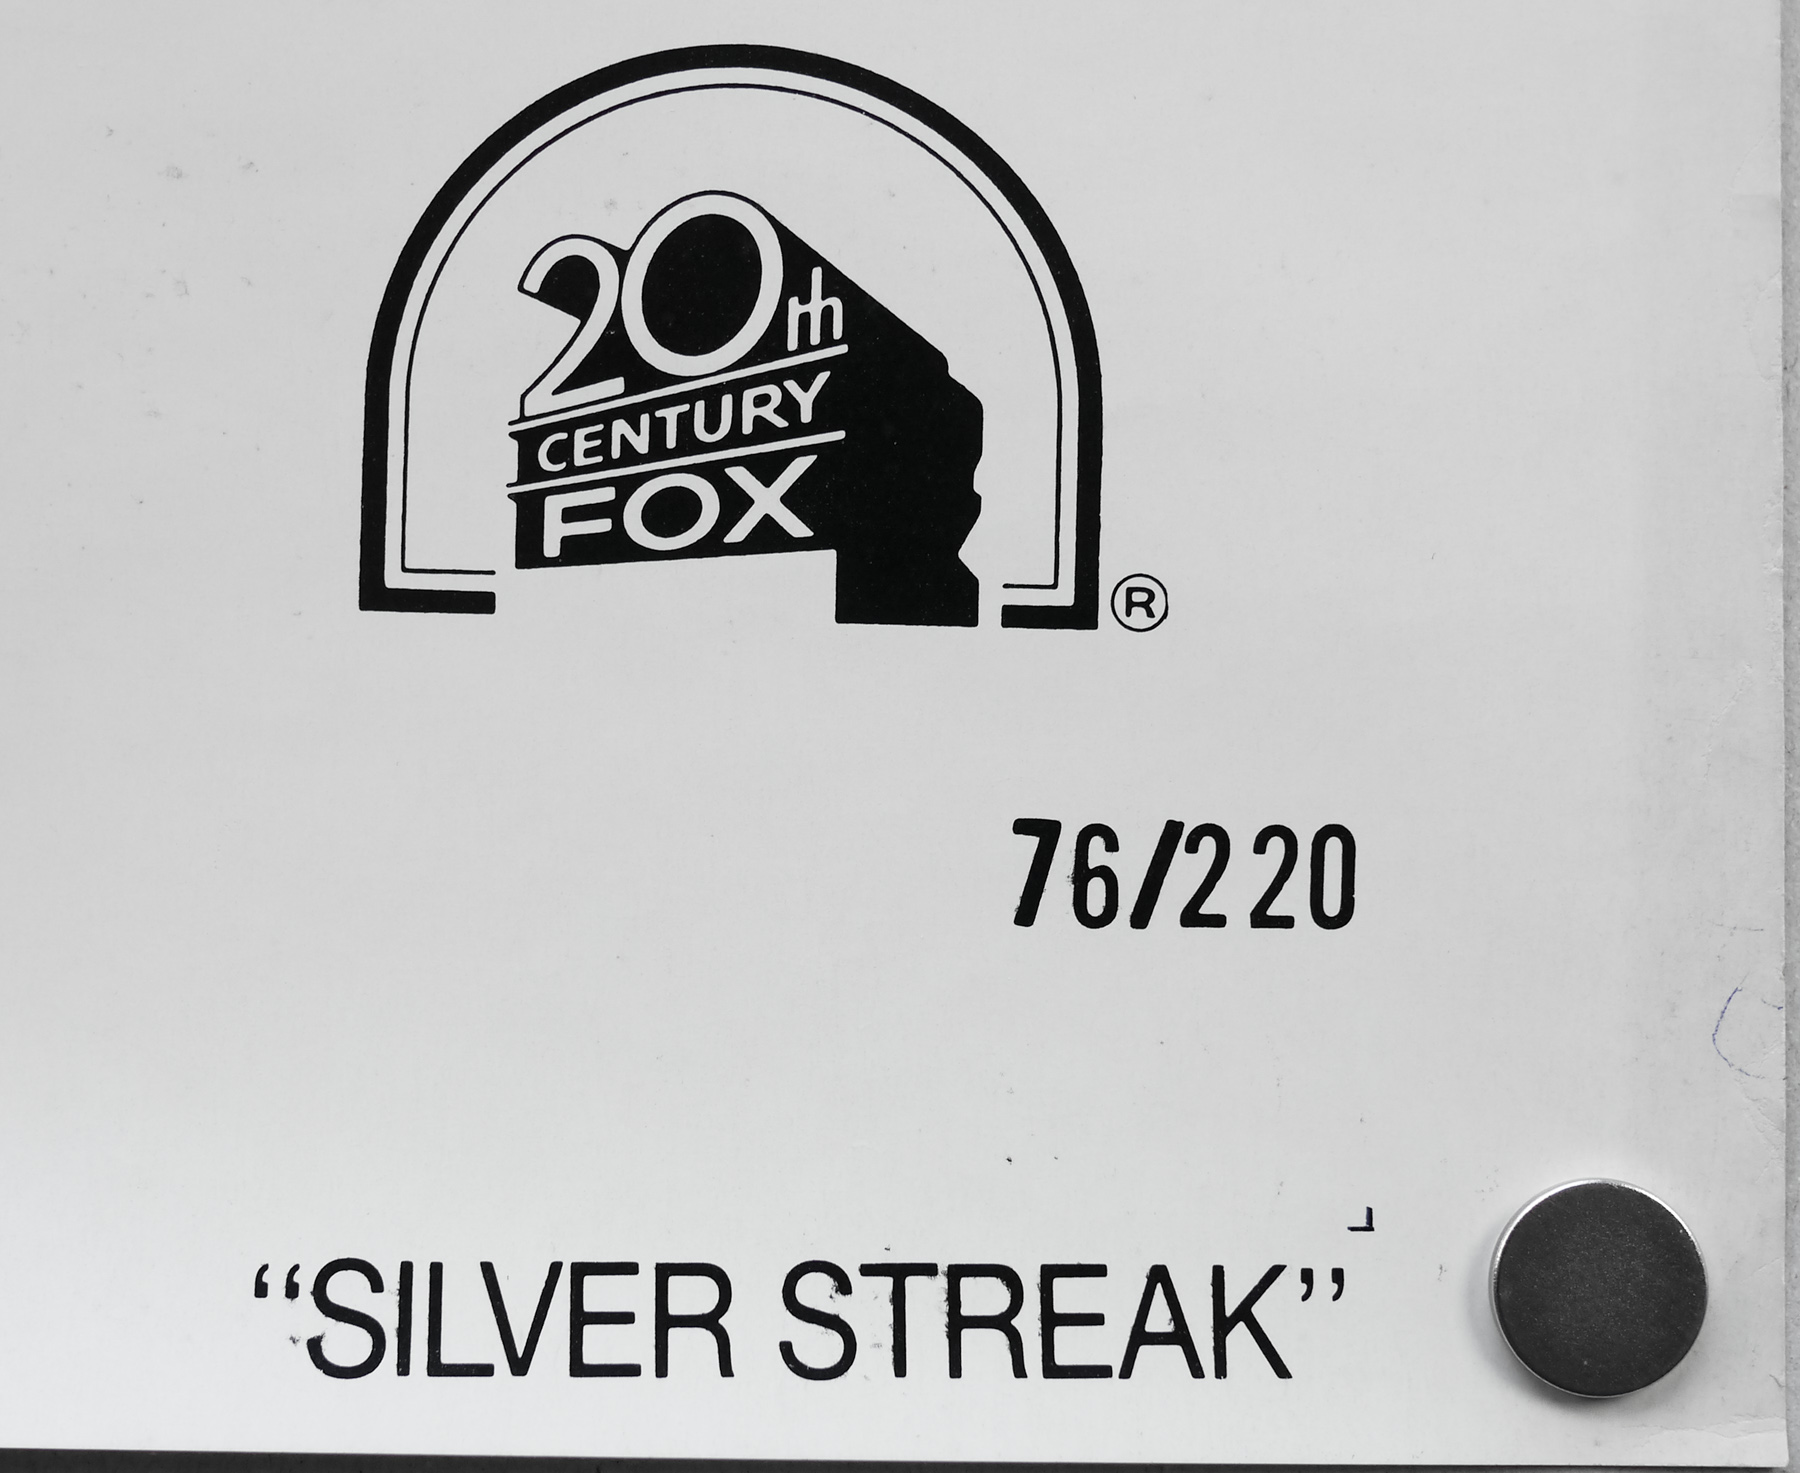 20th
CENTURY
FOX
®
76/220
“SILVER STREAK”